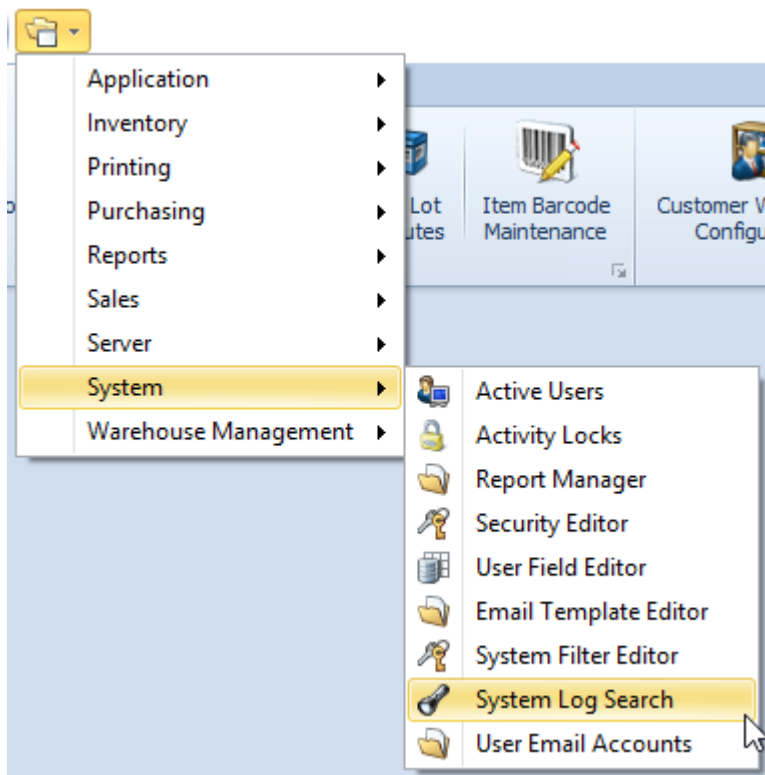 Application
Inventory
Printing
Purchasing
Reports
Sales
Server
System
Warehouse Management
Lot
Item Barcode
Maintenance
Customer
Active Users
Activity Locks
Report Manager
Security Editor
User Field Editor
Email Template Editor
System Filter Editor
System Log Search
User Email Accounts